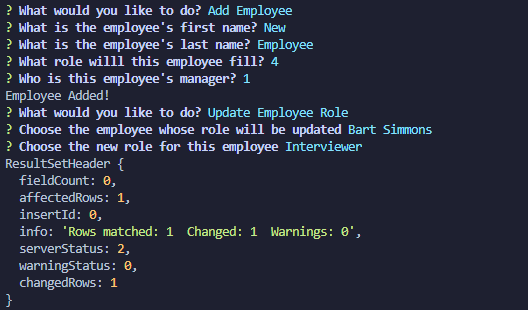 ? What would you like to do? Add Employee
? What is the employee's first name? New
? What is the employee's last name? Employee
? What role willl this employee fill? 4
? Who is this employee's manager? 1
Employee Added!
? What would you like to do? Update Employee Role
? Choose the employee whose role will be updated Bart Simmons
? Choose the new role for this employee Interviewer
ResultSetHeader {
  fieldCount: 0,
  affectedRows: 1,
  insertId: 0,
  info: 'Rows matched: 1  Changed: 1  Warnings: 0',
  serverStatus: 2,
  warningStatus: 0,
  changedRows: 1
}